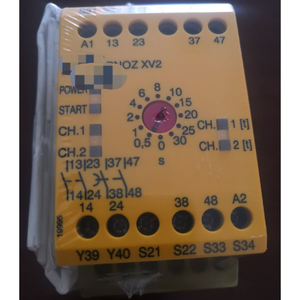 A1 13 23 37 47
PNOZ XV2
POWER
START
CH.1
CH.2
6 8
4 10
2 15
1 20
0,5 25
0 30
s
CH. 1 [t]
CH. 2 [t]
13 23 37 47
14 24 38 48
14 24 38 48 A2
Y39 Y40 S21 S22 S33 S34